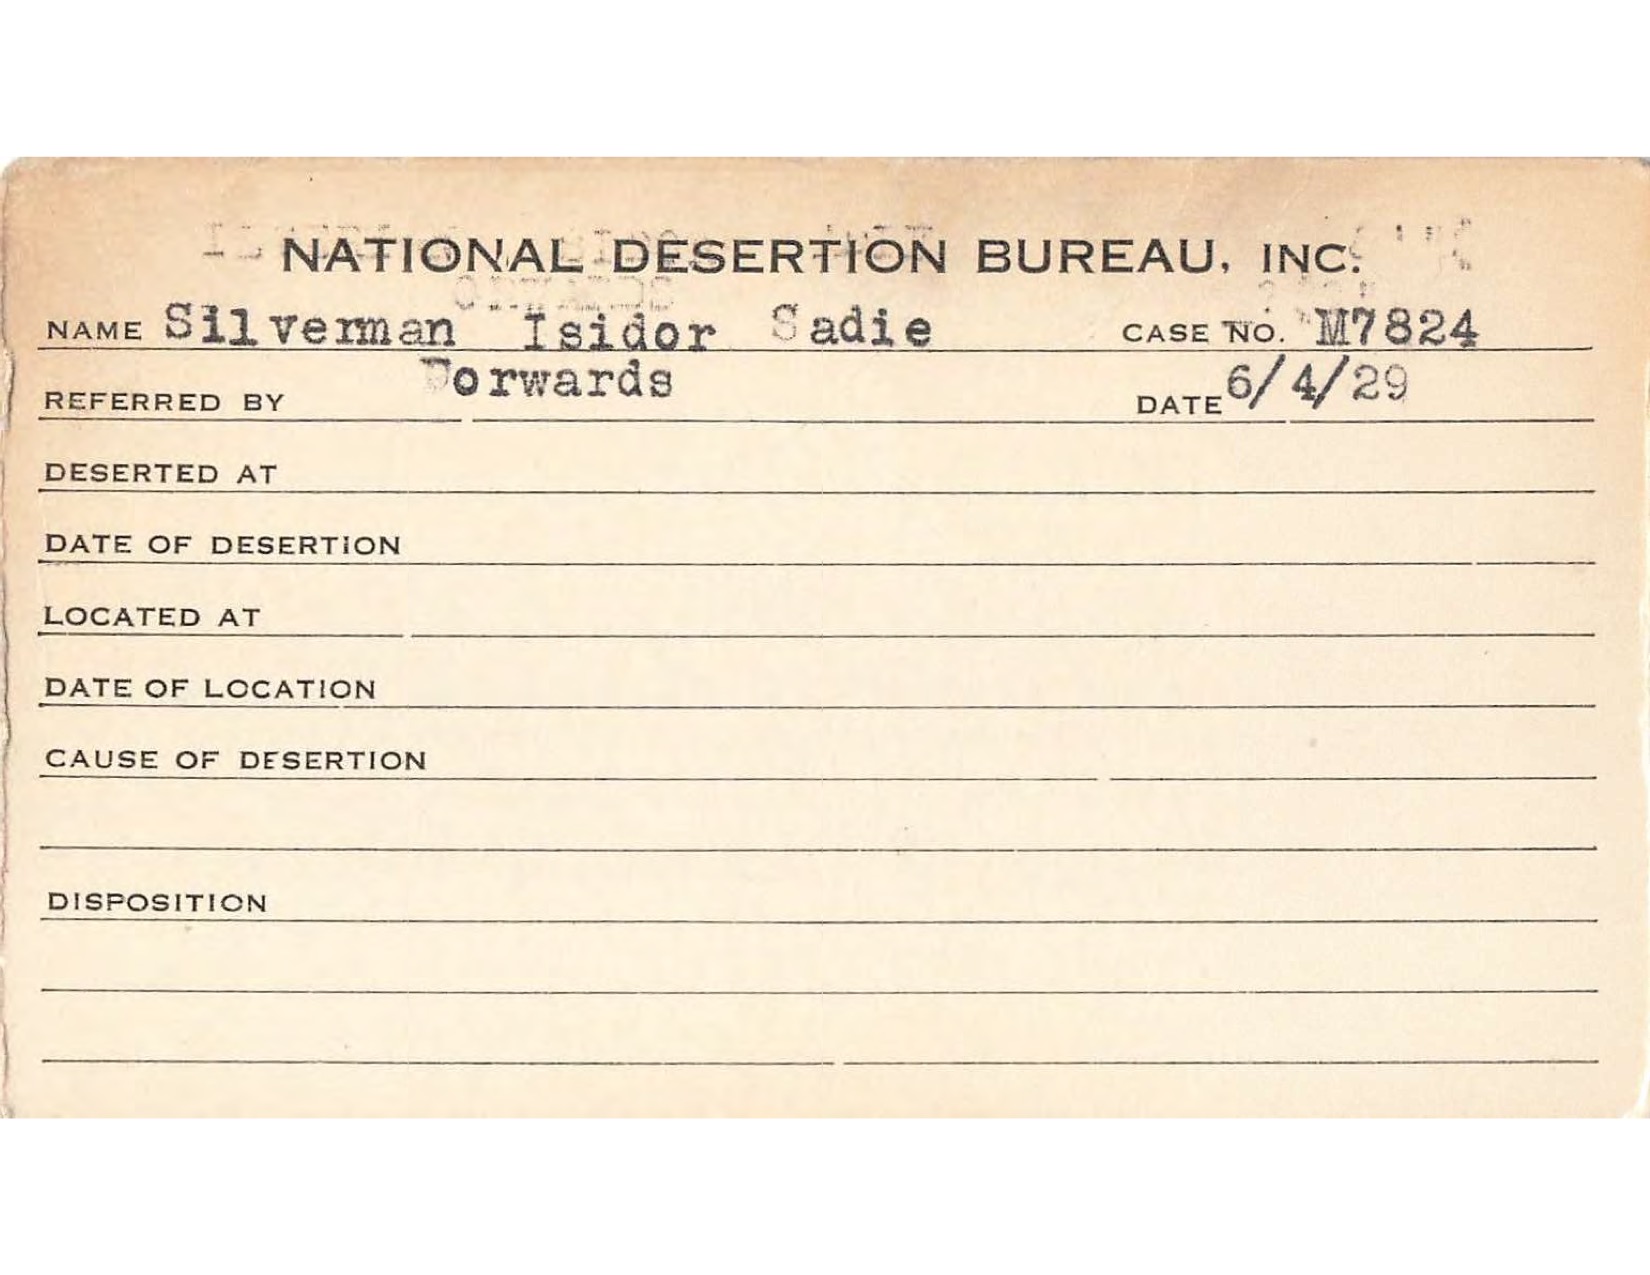 NATIONAL DESERTION BUREAU, INC.
NAME Silverman Isidor Sadie CASE NO. M7824
REFERRED BY Forwards DATE 6/4/29
DESERTED AT
DATE OF DESERTION
LOCATED AT
DATE OF LOCATION
CAUSE OF DESERTION
DISPOSITION